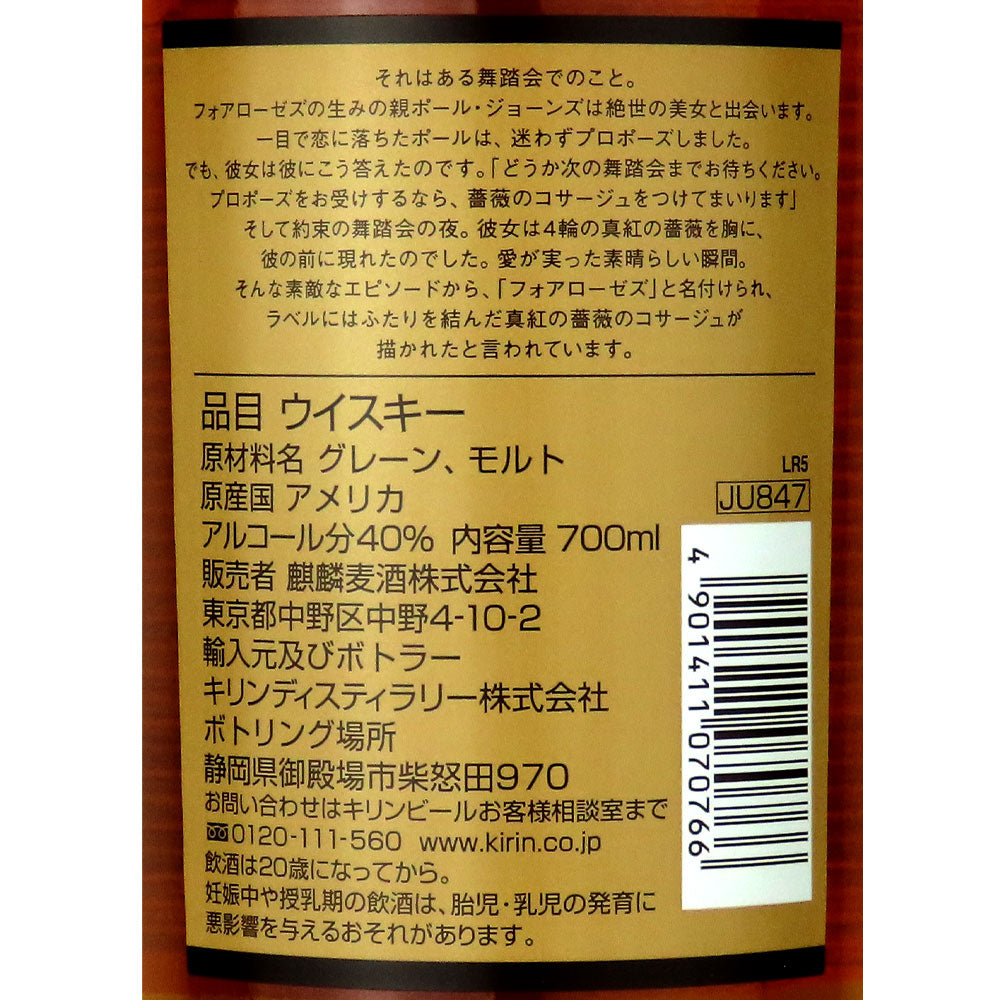 それはある舞踏会でのこと。
フォアローゼズの生みの親ポール・ジョーンズは絶世の美女と出会います。
一目で恋に落ちたポールは、迷わずプロポーズしました。
でも、彼女は彼にこう答えたのです。「どうか次の舞踏会までお待ちください。
プロポーズをお受けするなら、薔薇のコサージュをつけてまいります」
そして約束の舞踏会の夜。彼女は4輪の真紅の薔薇を胸に、
彼の前に現れたのでした。愛が実った素晴らしい瞬間。
そんな素敵なエピソードから、「フォアローゼズ」と名付けられ、
ラベルにはふたりを結んだ真紅の薔薇のコサージュが
描かれたと言われています。
品目 ウイスキー
原材料名 グレーン、モルト
LR5
原産国 アメリカ
JU847
アルコール分40% 内容量 700ml
販売者 麒麟麦酒株式会社
東京都中野区中野4-10-2
輸入元及びボトラー
キリンディスティラリー株式会社
ボトリング場所
静岡県御殿場市柴怒田970
お問い合わせはキリンビールお客様相談室まで
0120-111-560 www.kirin.co.jp
飲酒は20歳になってから。
妊娠中や授乳期の飲酒は、胎児・乳児の発育に
悪影響を与えるおそれがあります。
4 901411 070766